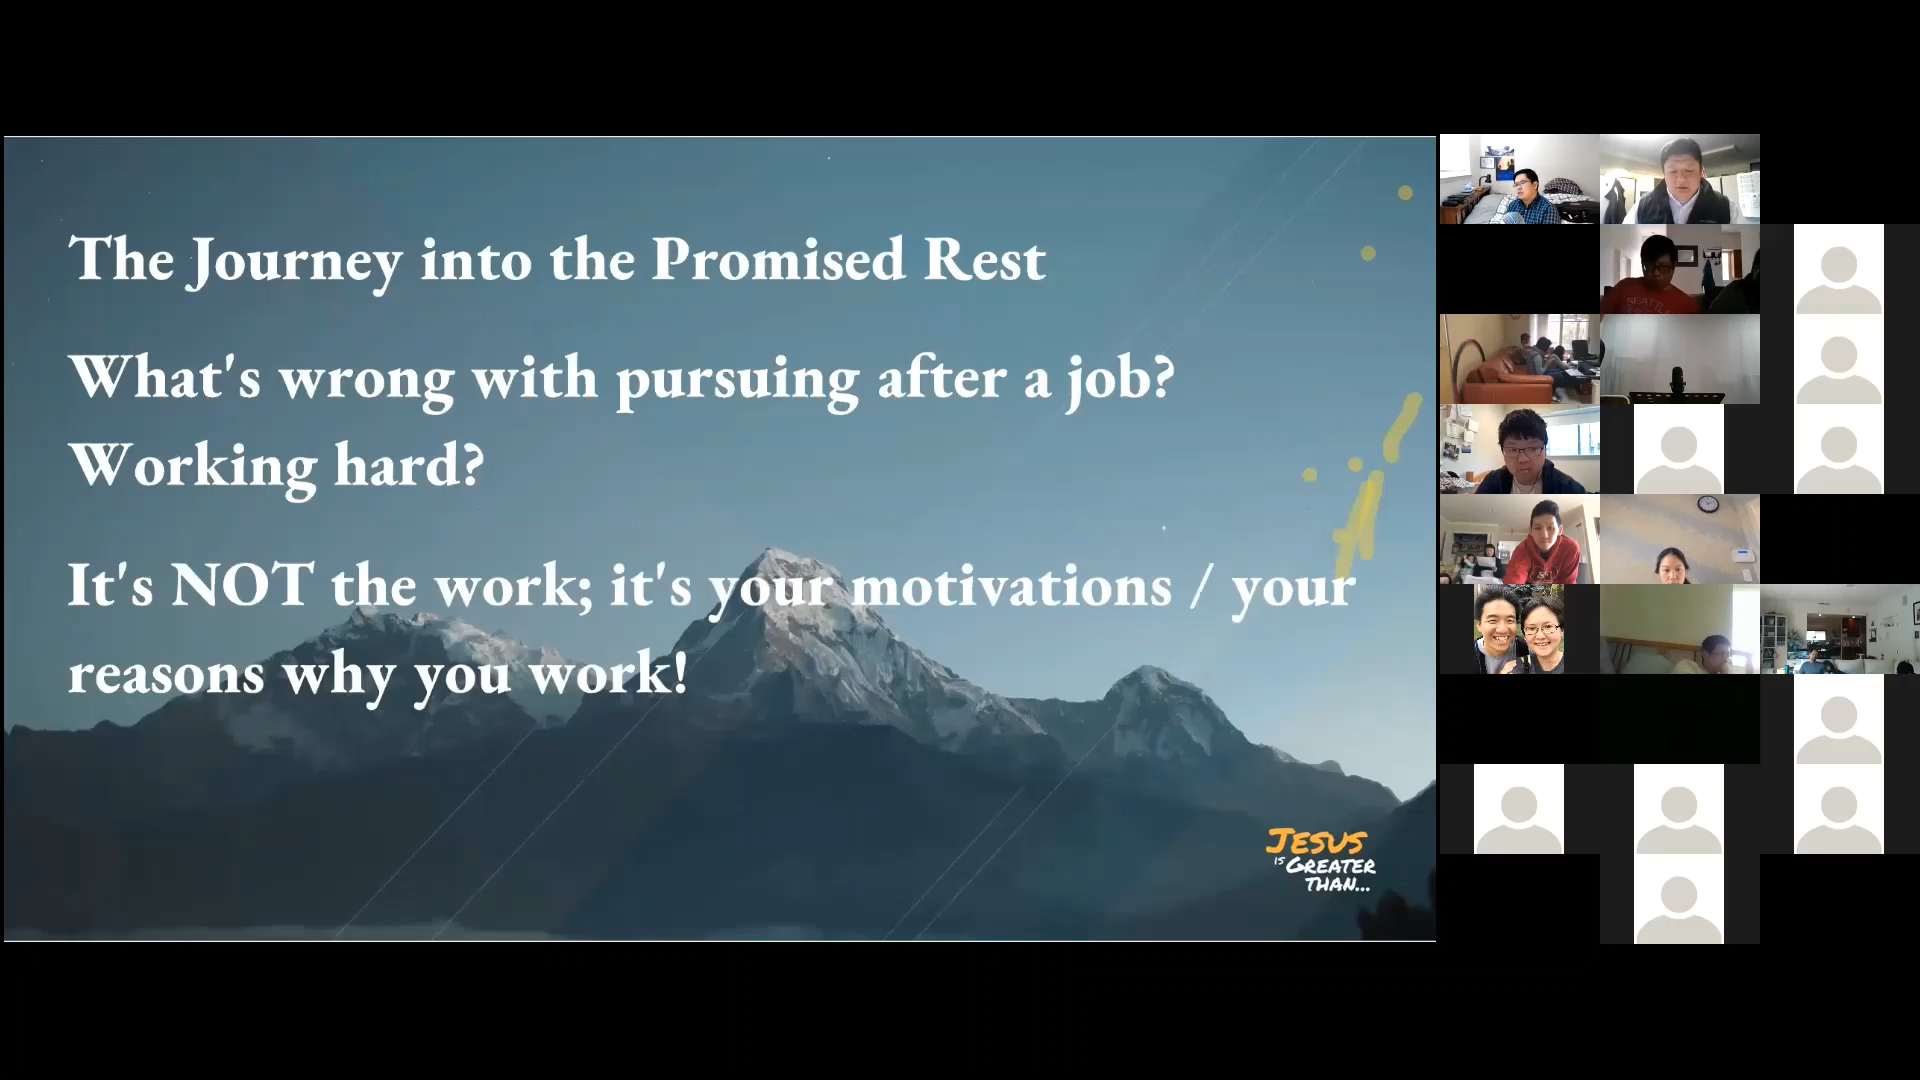 The Journey into the Promised Rest
What's wrong with pursuing after a job?
Working hard?
It's NOT the work; it's your motivations / your
reasons why you work!
JESUS
IS GREATER
THAN...
SEATTLE